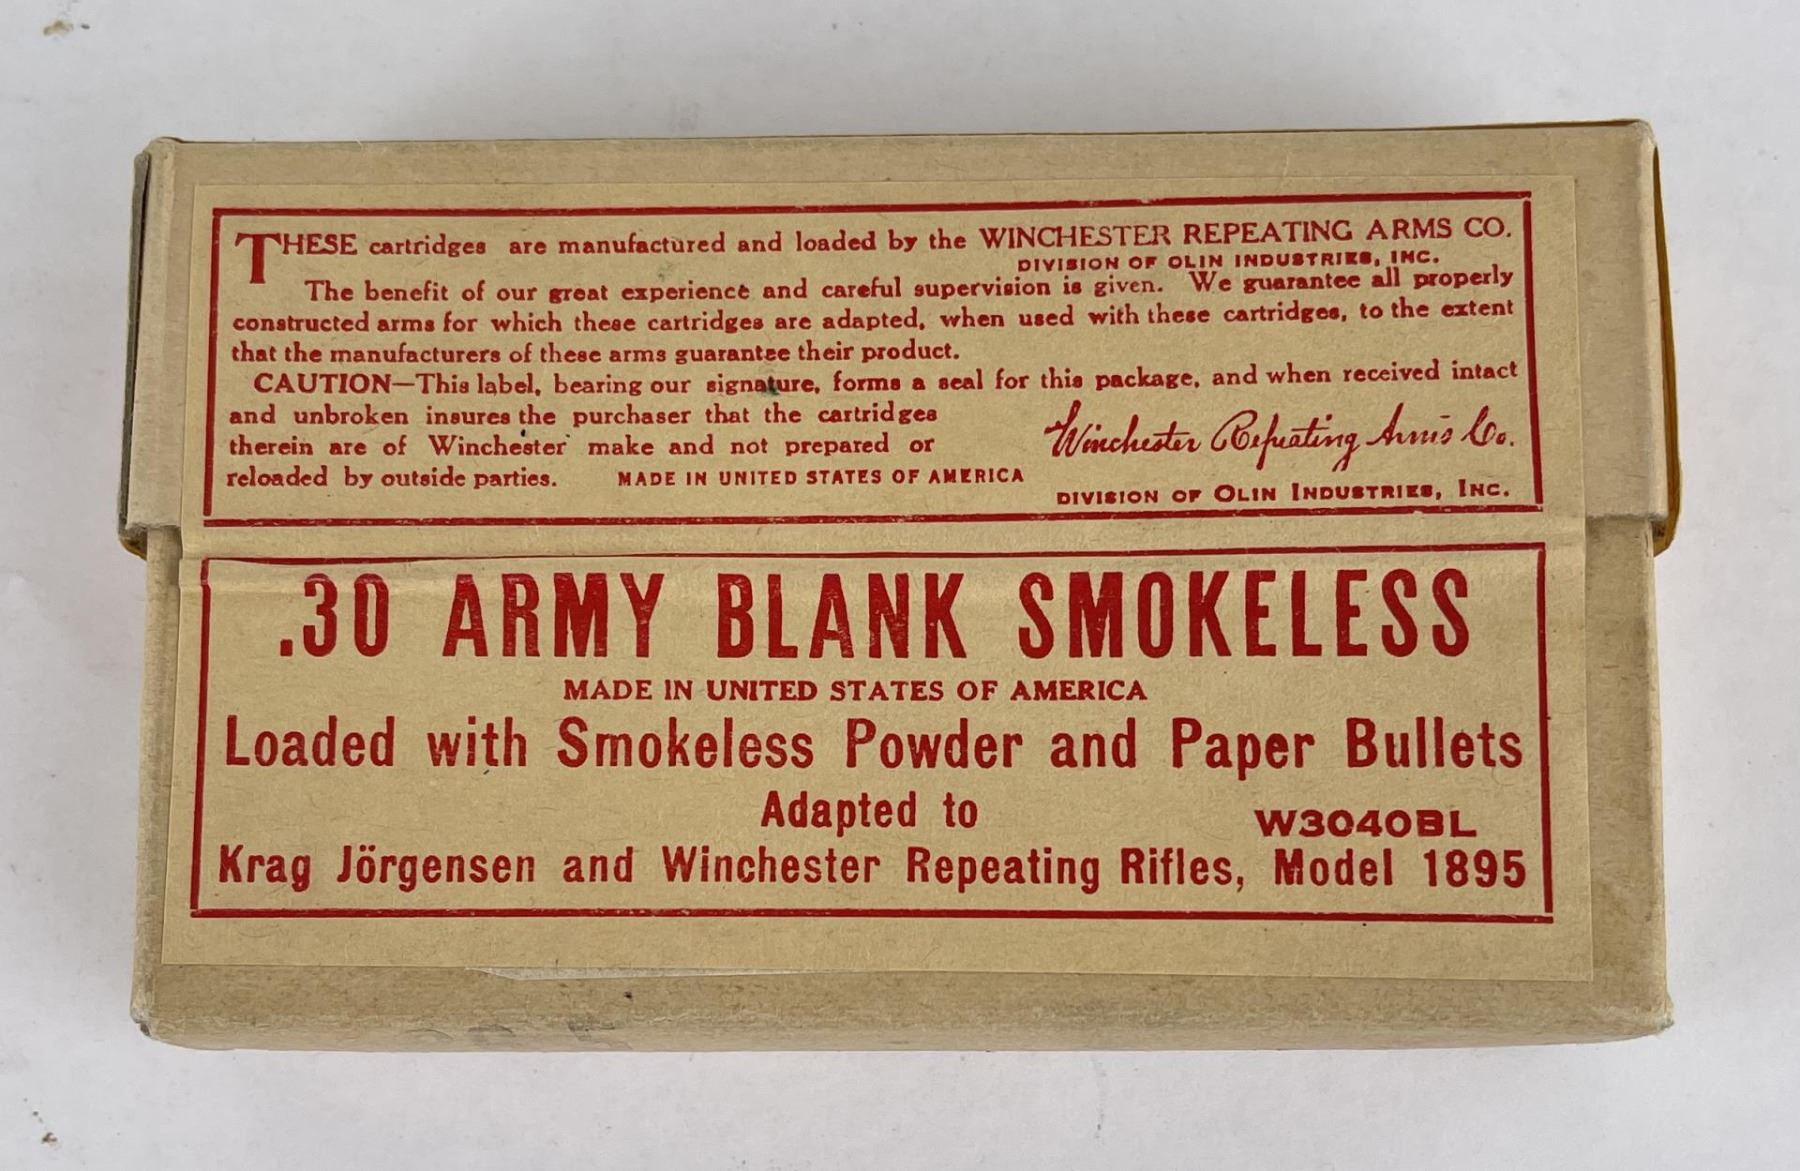 THESE cartridges are manufactured and loaded by the WINCHESTER REPEATING ARMS CO.
DIVISION OF OLIN INDUSTRIES, INC.
The benefit of our great experience and careful supervision is given. We guarantee all properly
constructed arms for which these cartridges are adapted, when used with these cartridges, to the extent
that the manufacturers of these arms guarantee their product.
CAUTION—This label, bearing our signature, forms a seal for this package, and when received intact
and unbroken insures the purchaser that the cartridges
therein are of Winchester make and not prepared or
reloaded by outside parties. MADE IN UNITED STATES OF AMERICA
Winchester Repeating Arms Co.
DIVISION OF OLIN INDUSTRIES, INC.
.30 ARMY BLANK SMOKELESS
MADE IN UNITED STATES OF AMERICA
Loaded with Smokeless Powder and Paper Bullets
Adapted to
W3040BL
Krag Jörgensen and Winchester Repeating Rifles, Model 1895